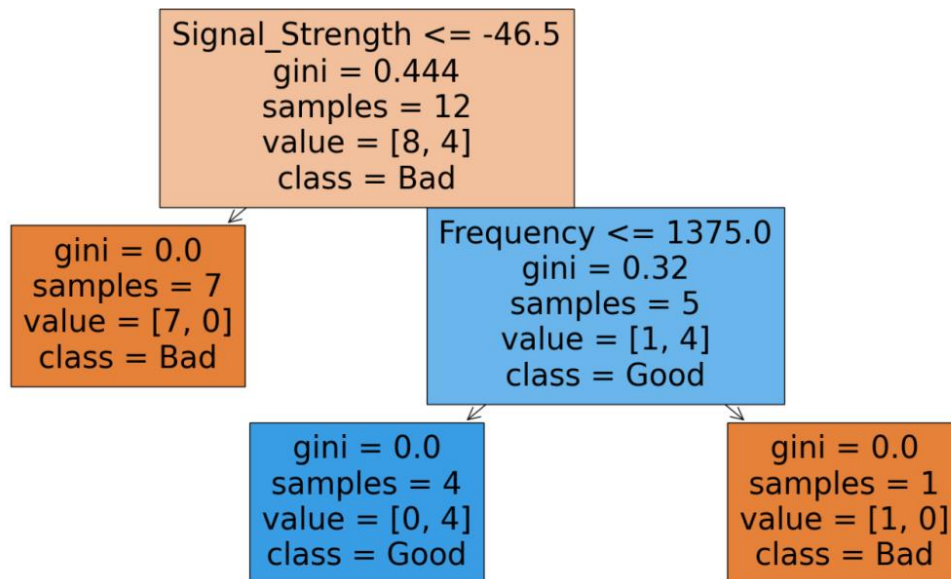 Signal_Strength <= -46.5
gini = 0.444
samples = 12
value = [8, 4]
class = Bad
gini = 0.0
samples = 7
value = [7, 0]
class = Bad
Frequency <= 1375.0
gini = 0.32
samples = 5
value = [1, 4]
class = Good
gini = 0.0
samples = 4
value = [0, 4]
class = Good
gini = 0.0
samples = 1
value = [1, 0]
class = Bad